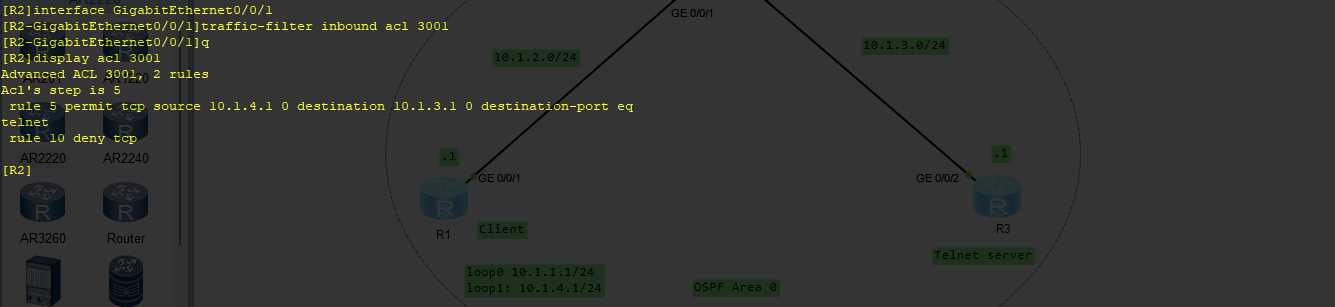 [R2]interface GigabitEthernet0/0/1
[R2-GigabitEthernet0/0/1]traffic-filter inbound acl 3001
[R2-GigabitEthernet0/0/1]q
[R2]display acl 3001
Advanced ACL 3001, 2 rules
Acl's step is 5
rule 5 permit tcp source 10.1.4.1 0 destination 10.1.3.1 0 destination-port eq
telnet
rule 10 deny tcp
[R2]
AR2220
AR201
AR1220
AR2220
AR2240
AR3260
Router
R
R
GE 0/0/1
10.1.2.0/24
10.1.3.0/24
.1
.1
GE 0/0/1
GE 0/0/2
R
R
R1
Client
R3
Telnet server
loop0 10.1.1.1/24
loop1: 10.1.4.1/24
OSPF Area 0